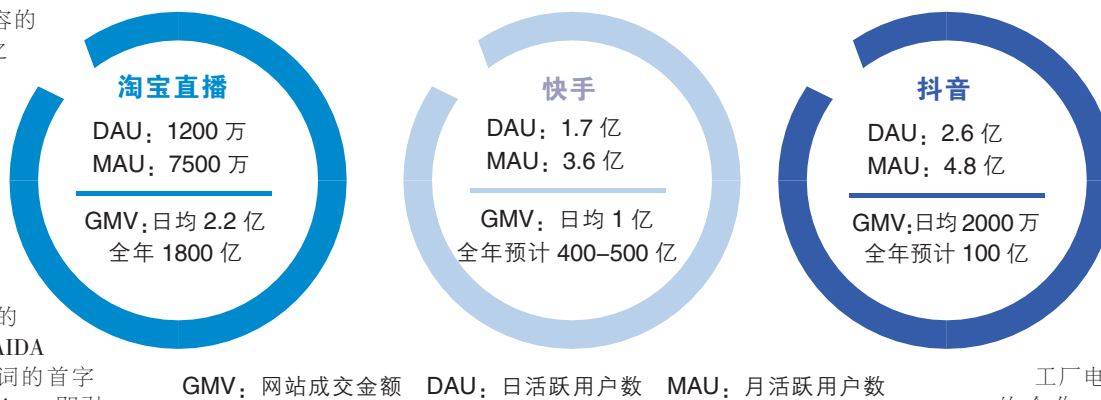 容的
淘宝直播
DAU：1200 万
MAU：7500 万
GMV：日均 2.2 亿
全年 1800 亿
快手
DAU：1.7 亿
MAU：3.6 亿
GMV：日均 1 亿
全年预计 400–500 亿
抖音
DAU：2.6 亿
MAU：4.8 亿
GMV：日均 2000 万
全年预计 100 亿
的
AIDA
词的首字
GMV：网站成交金额 DAU：日活跃用户数 MAU：月活跃用户数
工厂电